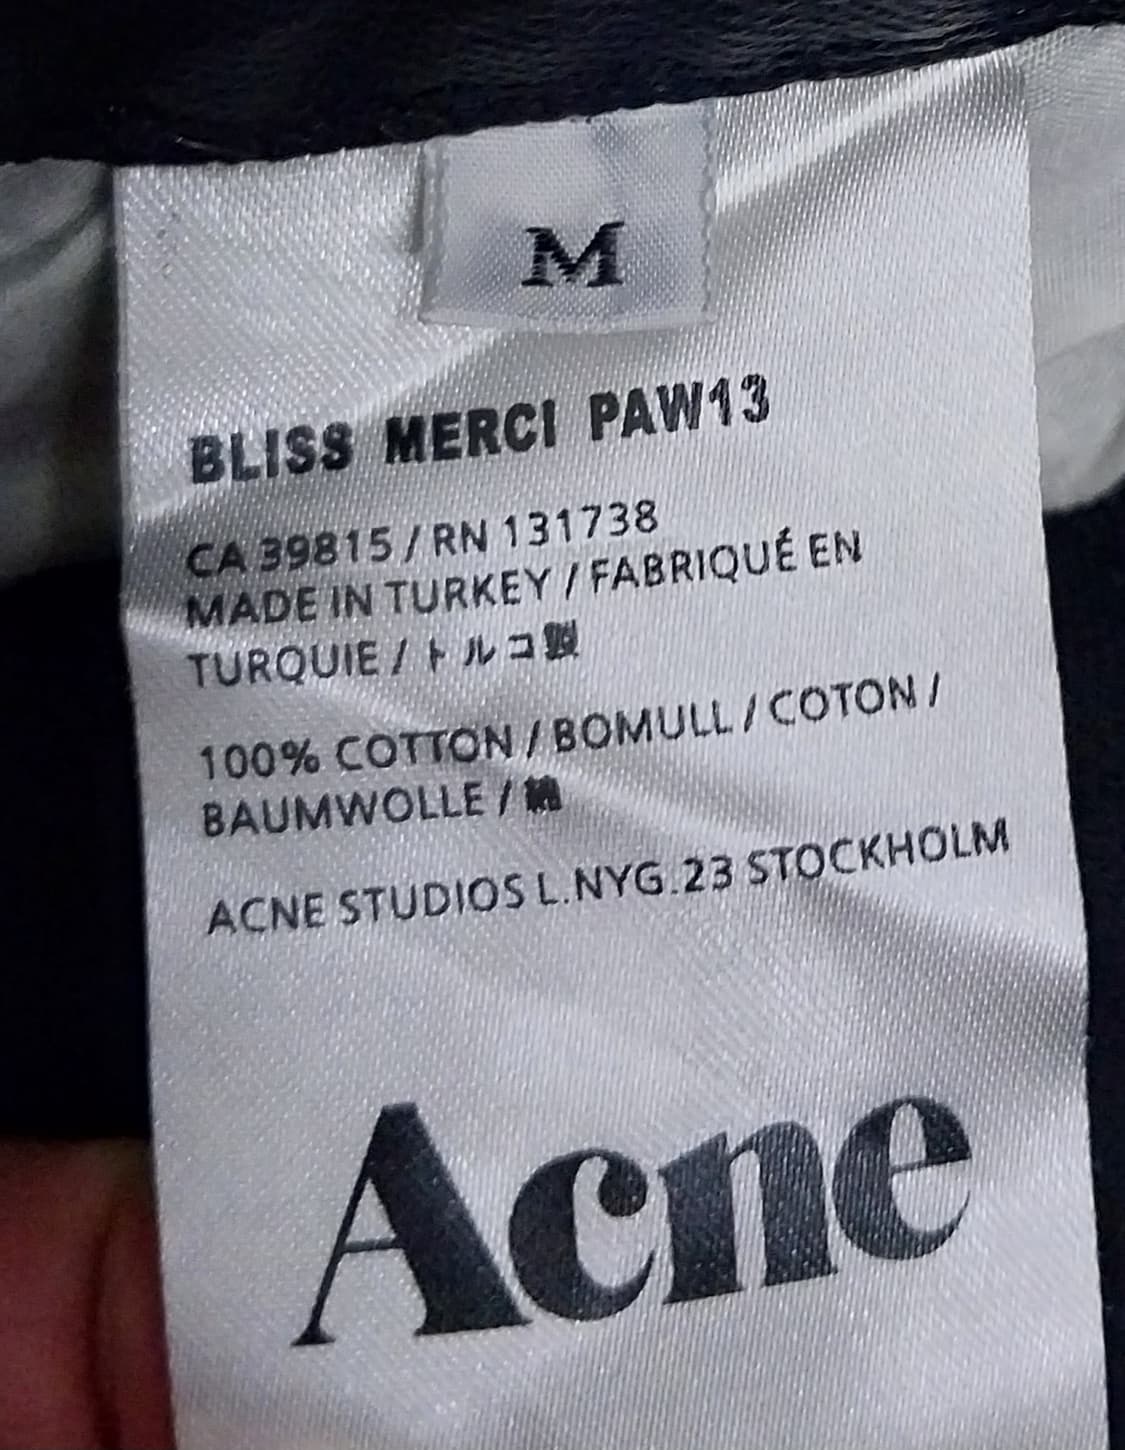 M
BLISS MERCI PAW13
CA 39815 / RN 131738
MADE IN TURKEY / FABRIQUÉ EN
TURQUIE / トルコ製
100% COTTON / BOMULL / COTON /
BAUMWOLLE / 綿
ACNE STUDIOS L.NYG.23 STOCKHOLM
Acne